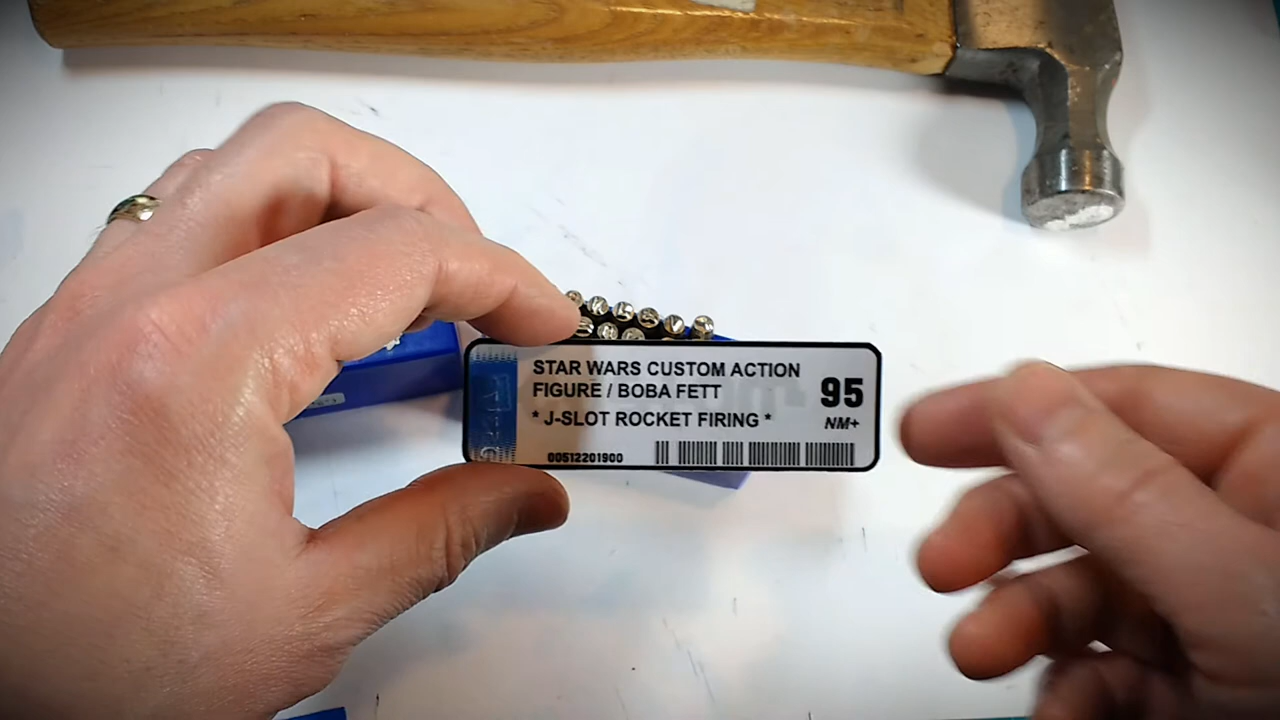 STAR WARS CUSTOM ACTION
FIGURE / BOBA FETT
* J-SLOT ROCKET FIRING *
95
NM+
00512201900